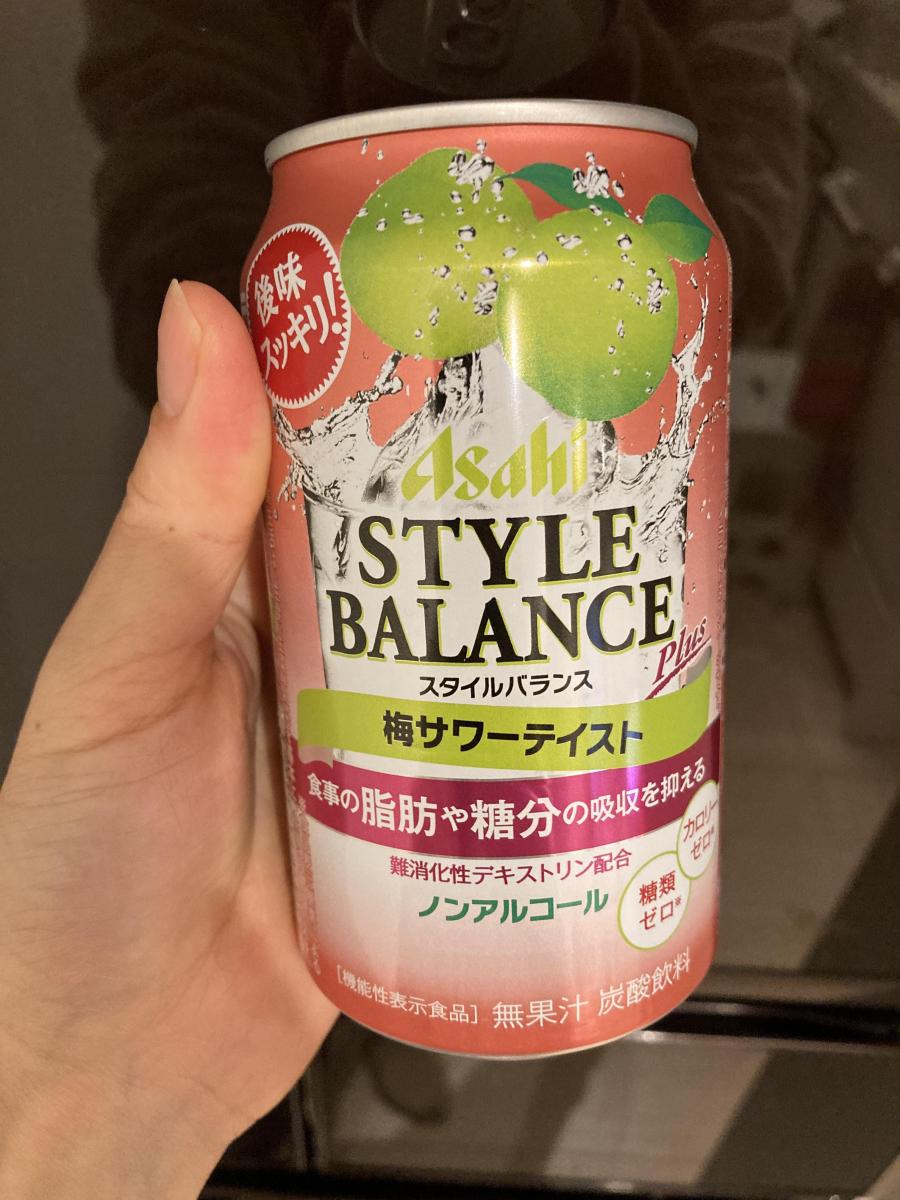 後味
スッキリ!
Asahi
STYLE
BALANCE
Plus
スタイルバランス
梅サワーテイスト
食事の脂肪や糖分の吸収を抑える
難消化性デキストリン配合
ノンアルコール
カロリー
ゼロ※
糖類
ゼロ※
[機能性表示食品] 無果汁 炭酸飲料